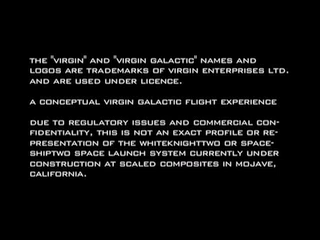 THE "VIRGIN" AND "VIRGIN GALACTIC" NAMES AND
LOGOS ARE TRADEMARKS OF VIRGIN ENTERPRISES LTD.
AND ARE USED UNDER LICENCE.
A CONCEPTUAL VIRGIN GALACTIC FLIGHT EXPERIENCE
DUE TO REGULATORY ISSUES AND COMMERCIAL CON-
FIDENTIALITY, THIS IS NOT AN EXACT PROFILE OR RE-
PRESENTATION OF THE WHITEKNIGHTTWO OR SPACE-
SHIPTWO SPACE LAUNCH SYSTEM CURRENTLY UNDER
CONSTRUCTION AT SCALED COMPOSITES IN MOJAVE,
CALIFORNIA.